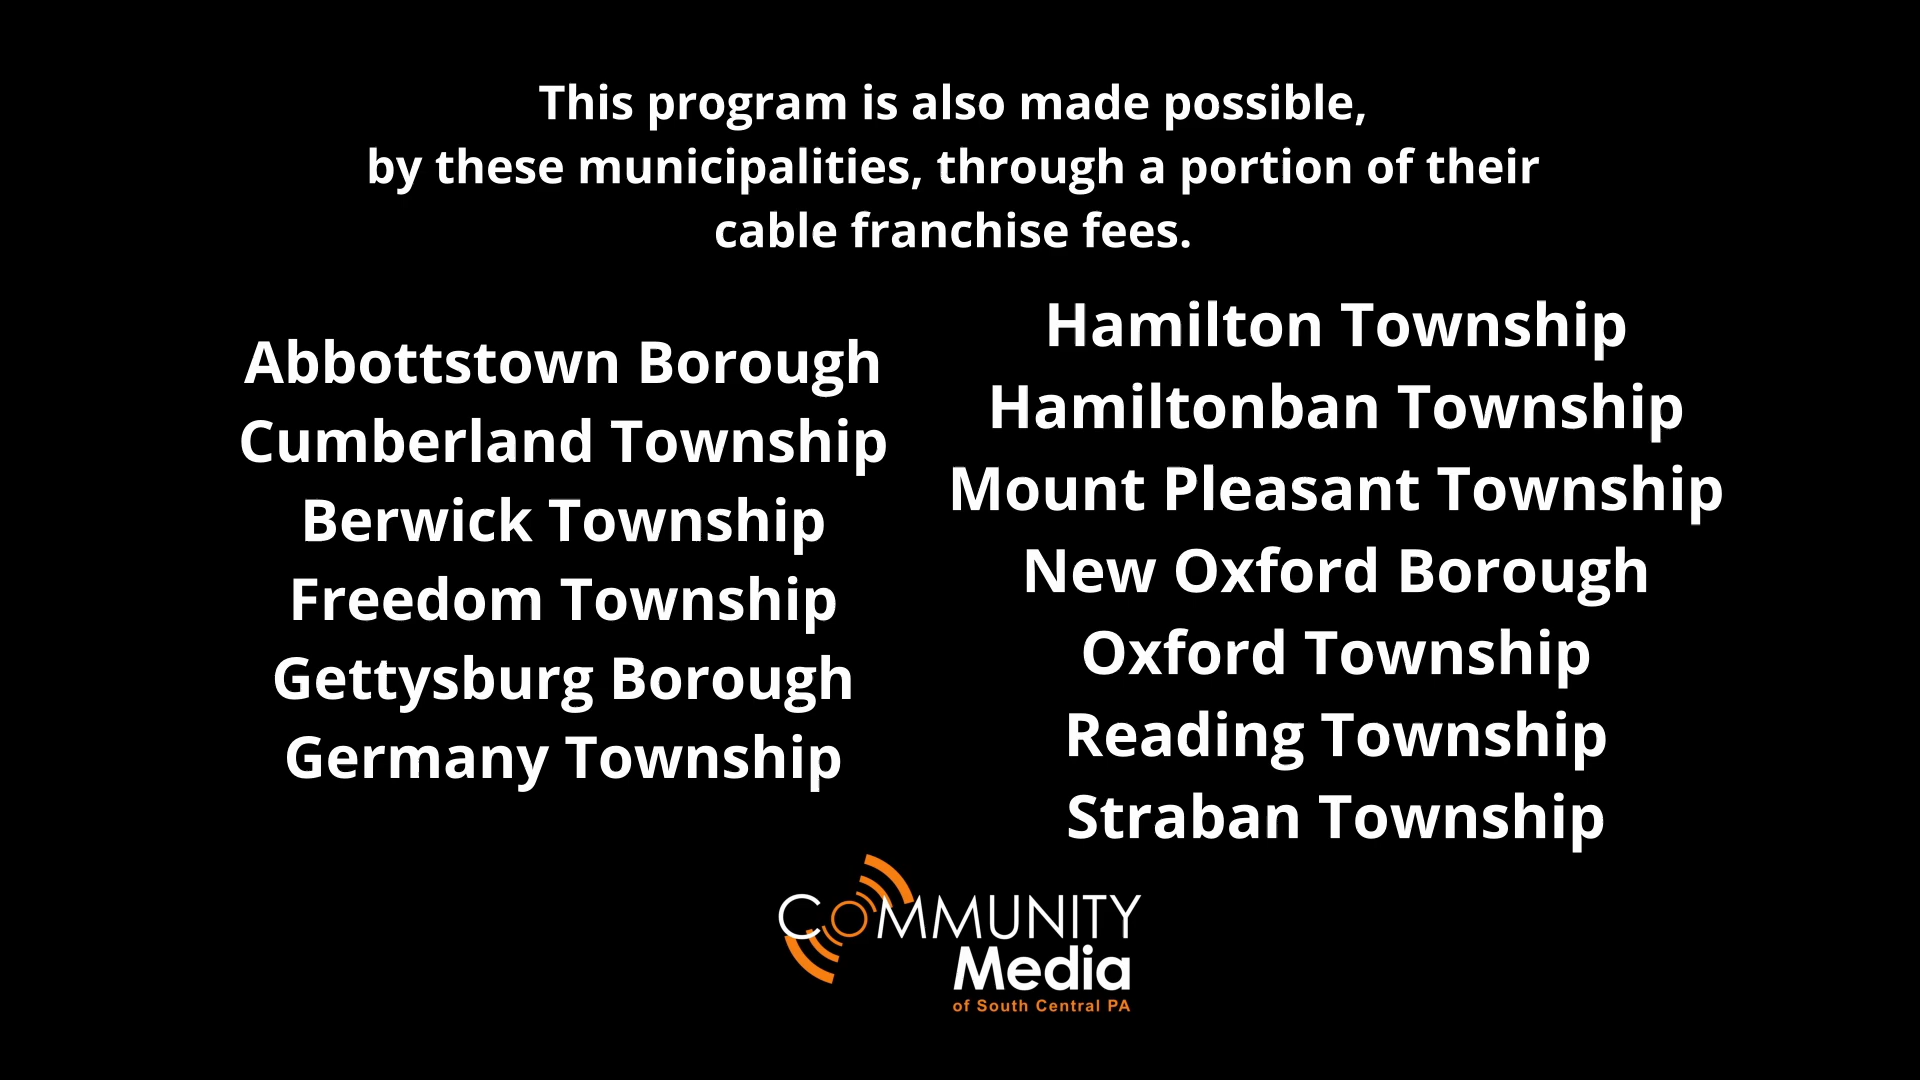 This program is also made possible,
by these municipalities, through a portion of their
cable franchise fees.
Abbottstown Borough
Cumberland Township
Berwick Township
Freedom Township
Gettysburg Borough
Germany Township
Hamilton Township
Hamiltonban Township
Mount Pleasant Township
New Oxford Borough
Oxford Township
Reading Township
Straban Township
COMMUNITY
Media
of South Central PA